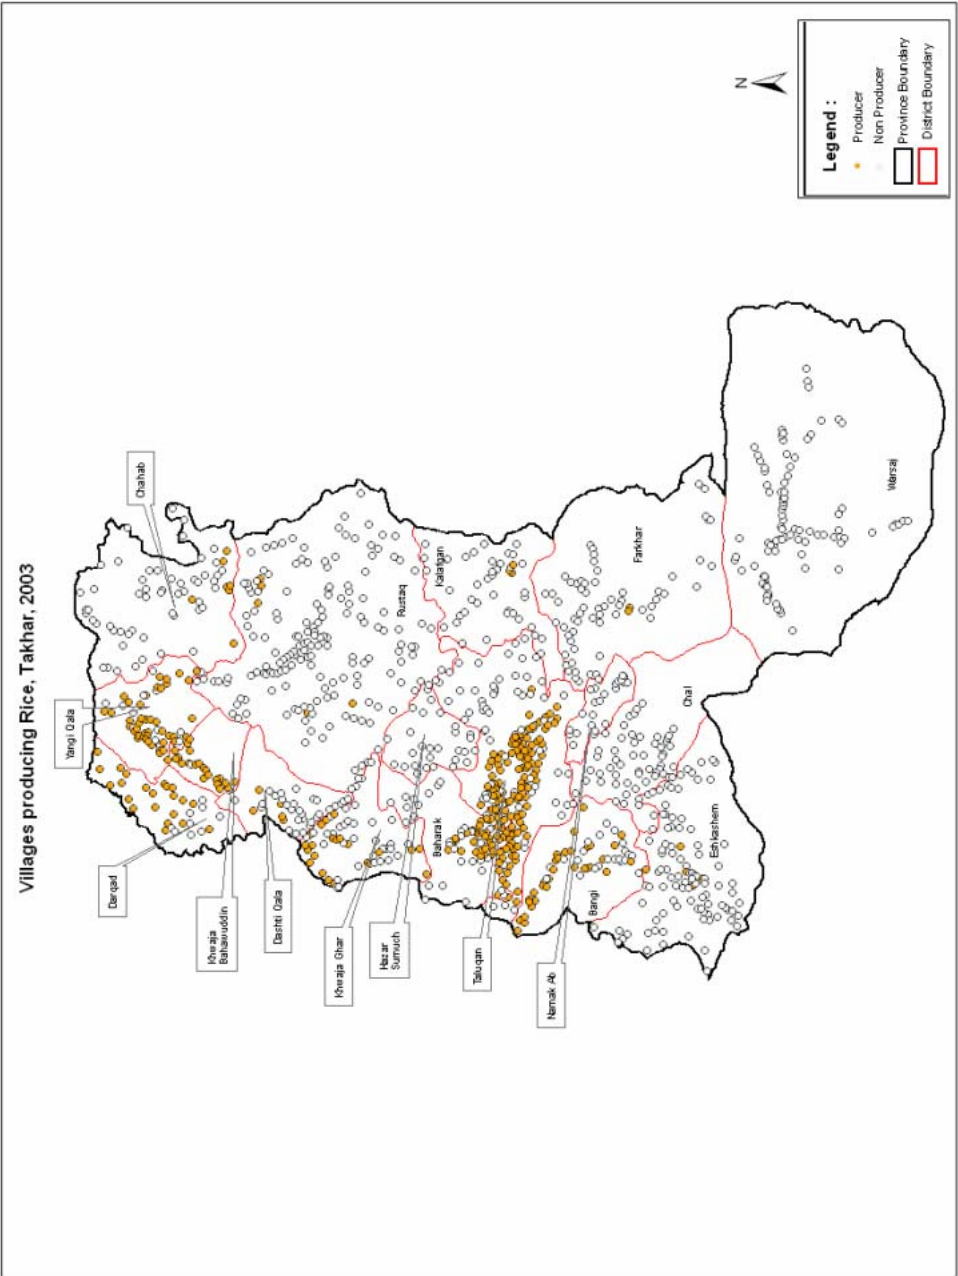 Villages producing Rice, Takhar, 2003
N
Chahab
Yangi Qala
Darqad
Khwaja
Bahawuddin
Dashti Qala
Khwaja Ghar
Hazar
Sumuch
Taluqan
Namak Ab
Rustaq
Kalafgan
Farkhar
Warsaj
Chal
Eshkashem
Baharak
Bangi
Legend :
Producer
Non Producer
Province Boundary
District Boundary